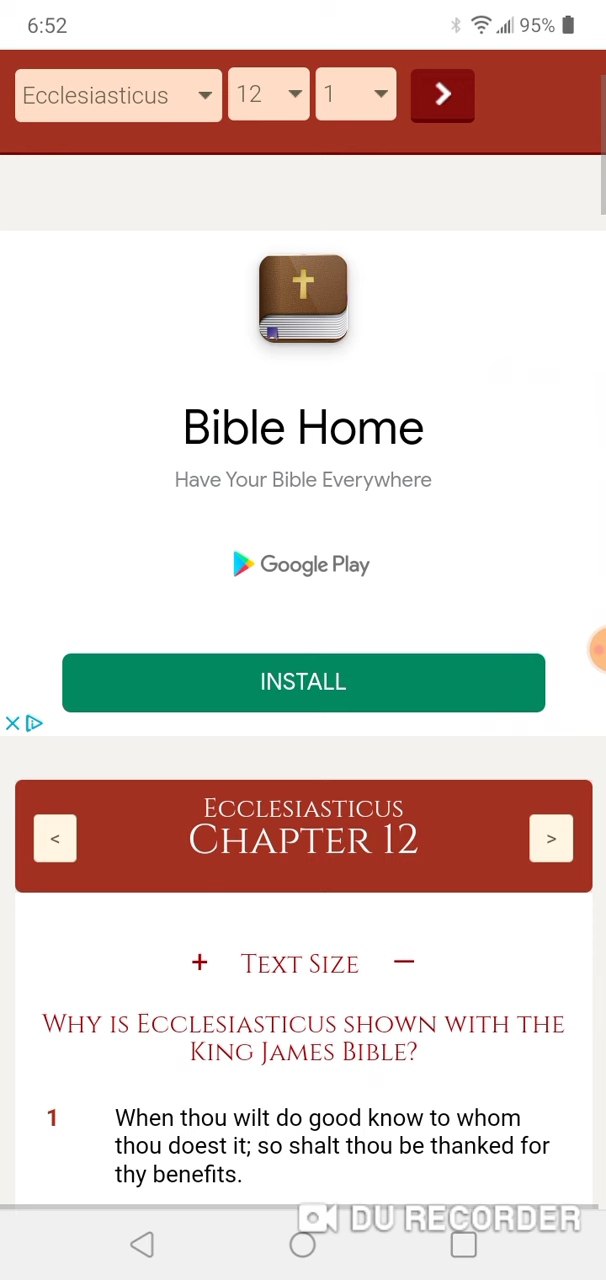 6:52 95%
Ecclesiasticus 12 1
Bible Home
Have Your Bible Everywhere
Google Play
INSTALL
Ecclesiasticus
< Chapter 12 >
+ Text Size −
Why is Ecclesiasticus shown with the
King James Bible?
1 When thou wilt do good know to whom
thou doest it; so shalt thou be thanked for
thy benefits.
DU RECORDER